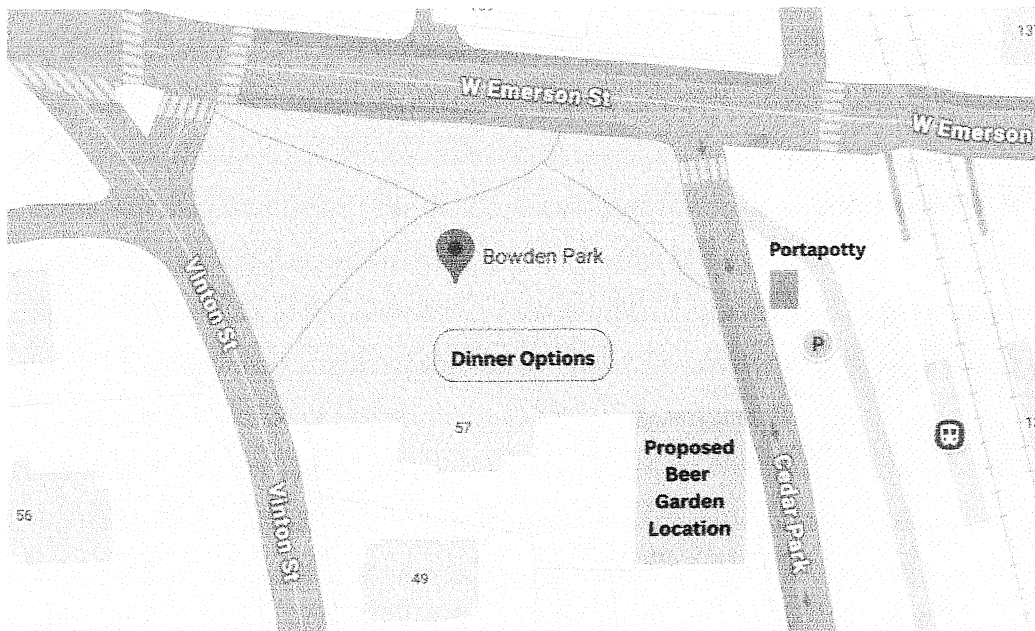 W Emerson St
W Emerson
Portapotty
Bowden Park
Vinton St
Dinner Options
P
57
Proposed
Beer
Garden
Location
Cedar Park
56
Vinton St
49